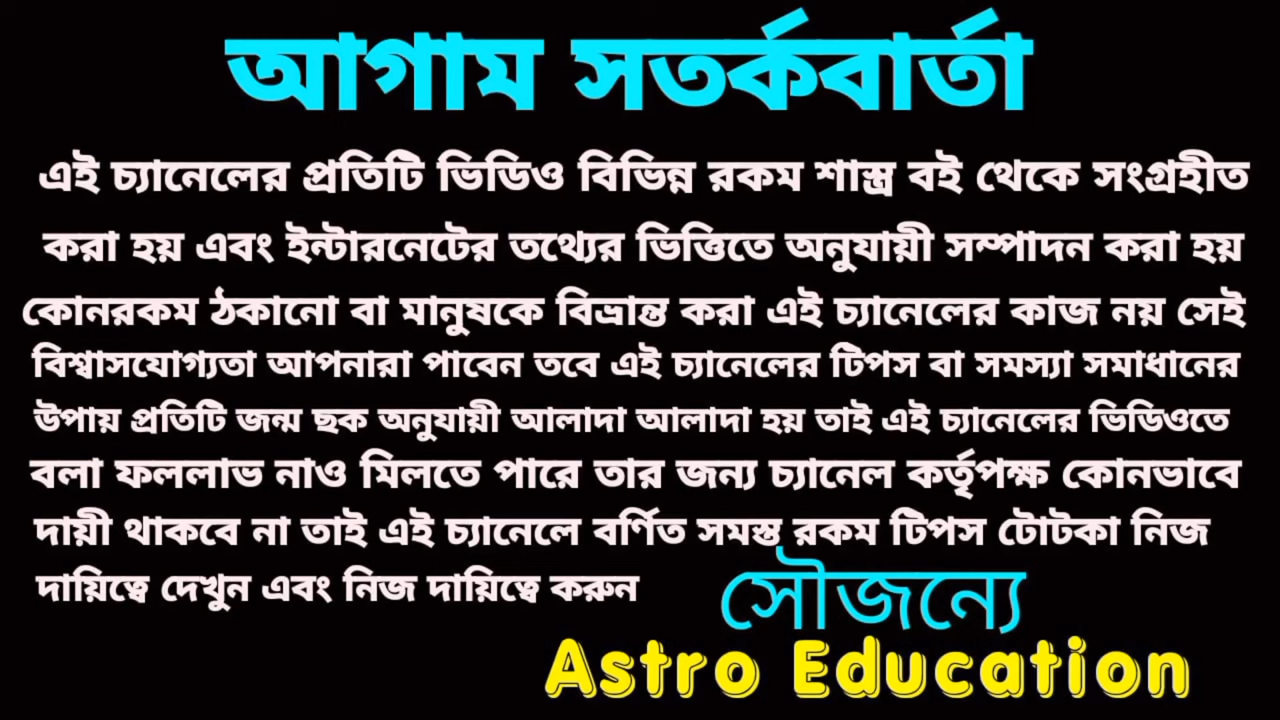 আগাম সতর্কবার্তা
এই চ্যানেলের প্রতিটি ভিডিও বিভিন্ন রকম শাস্ত্র বই থেকে সংগ্রহীত
করা হয় এবং ইন্টারনেটের তথ্যের ভিত্তিতে অনুযায়ী সম্পাদন করা হয়
কোনরকম ঠকানো বা মানুষকে বিভ্রান্ত করা এই চ্যানেলের কাজ নয় সেই
বিশ্বাসযোগ্যতা আপনারা পাবেন তবে এই চ্যানেলের টিপস বা সমস্যা সমাধানের
উপায় প্রতিটি জন্ম ছক অনুযায়ী আলাদা আলাদা হয় তাই এই চ্যানেলের ভিডিওতে
বলা ফললাভ নাও মিলতে পারে তার জন্য চ্যানেল কর্তৃপক্ষ কোনভাবে
দায়ী থাকবে না তাই এই চ্যানেলে বর্ণিত সমস্ত রকম টিপস টোটকা নিজ
দায়িত্বে দেখুন এবং নিজ দায়িত্বে করুন
সৌজন্যে
Astro Education